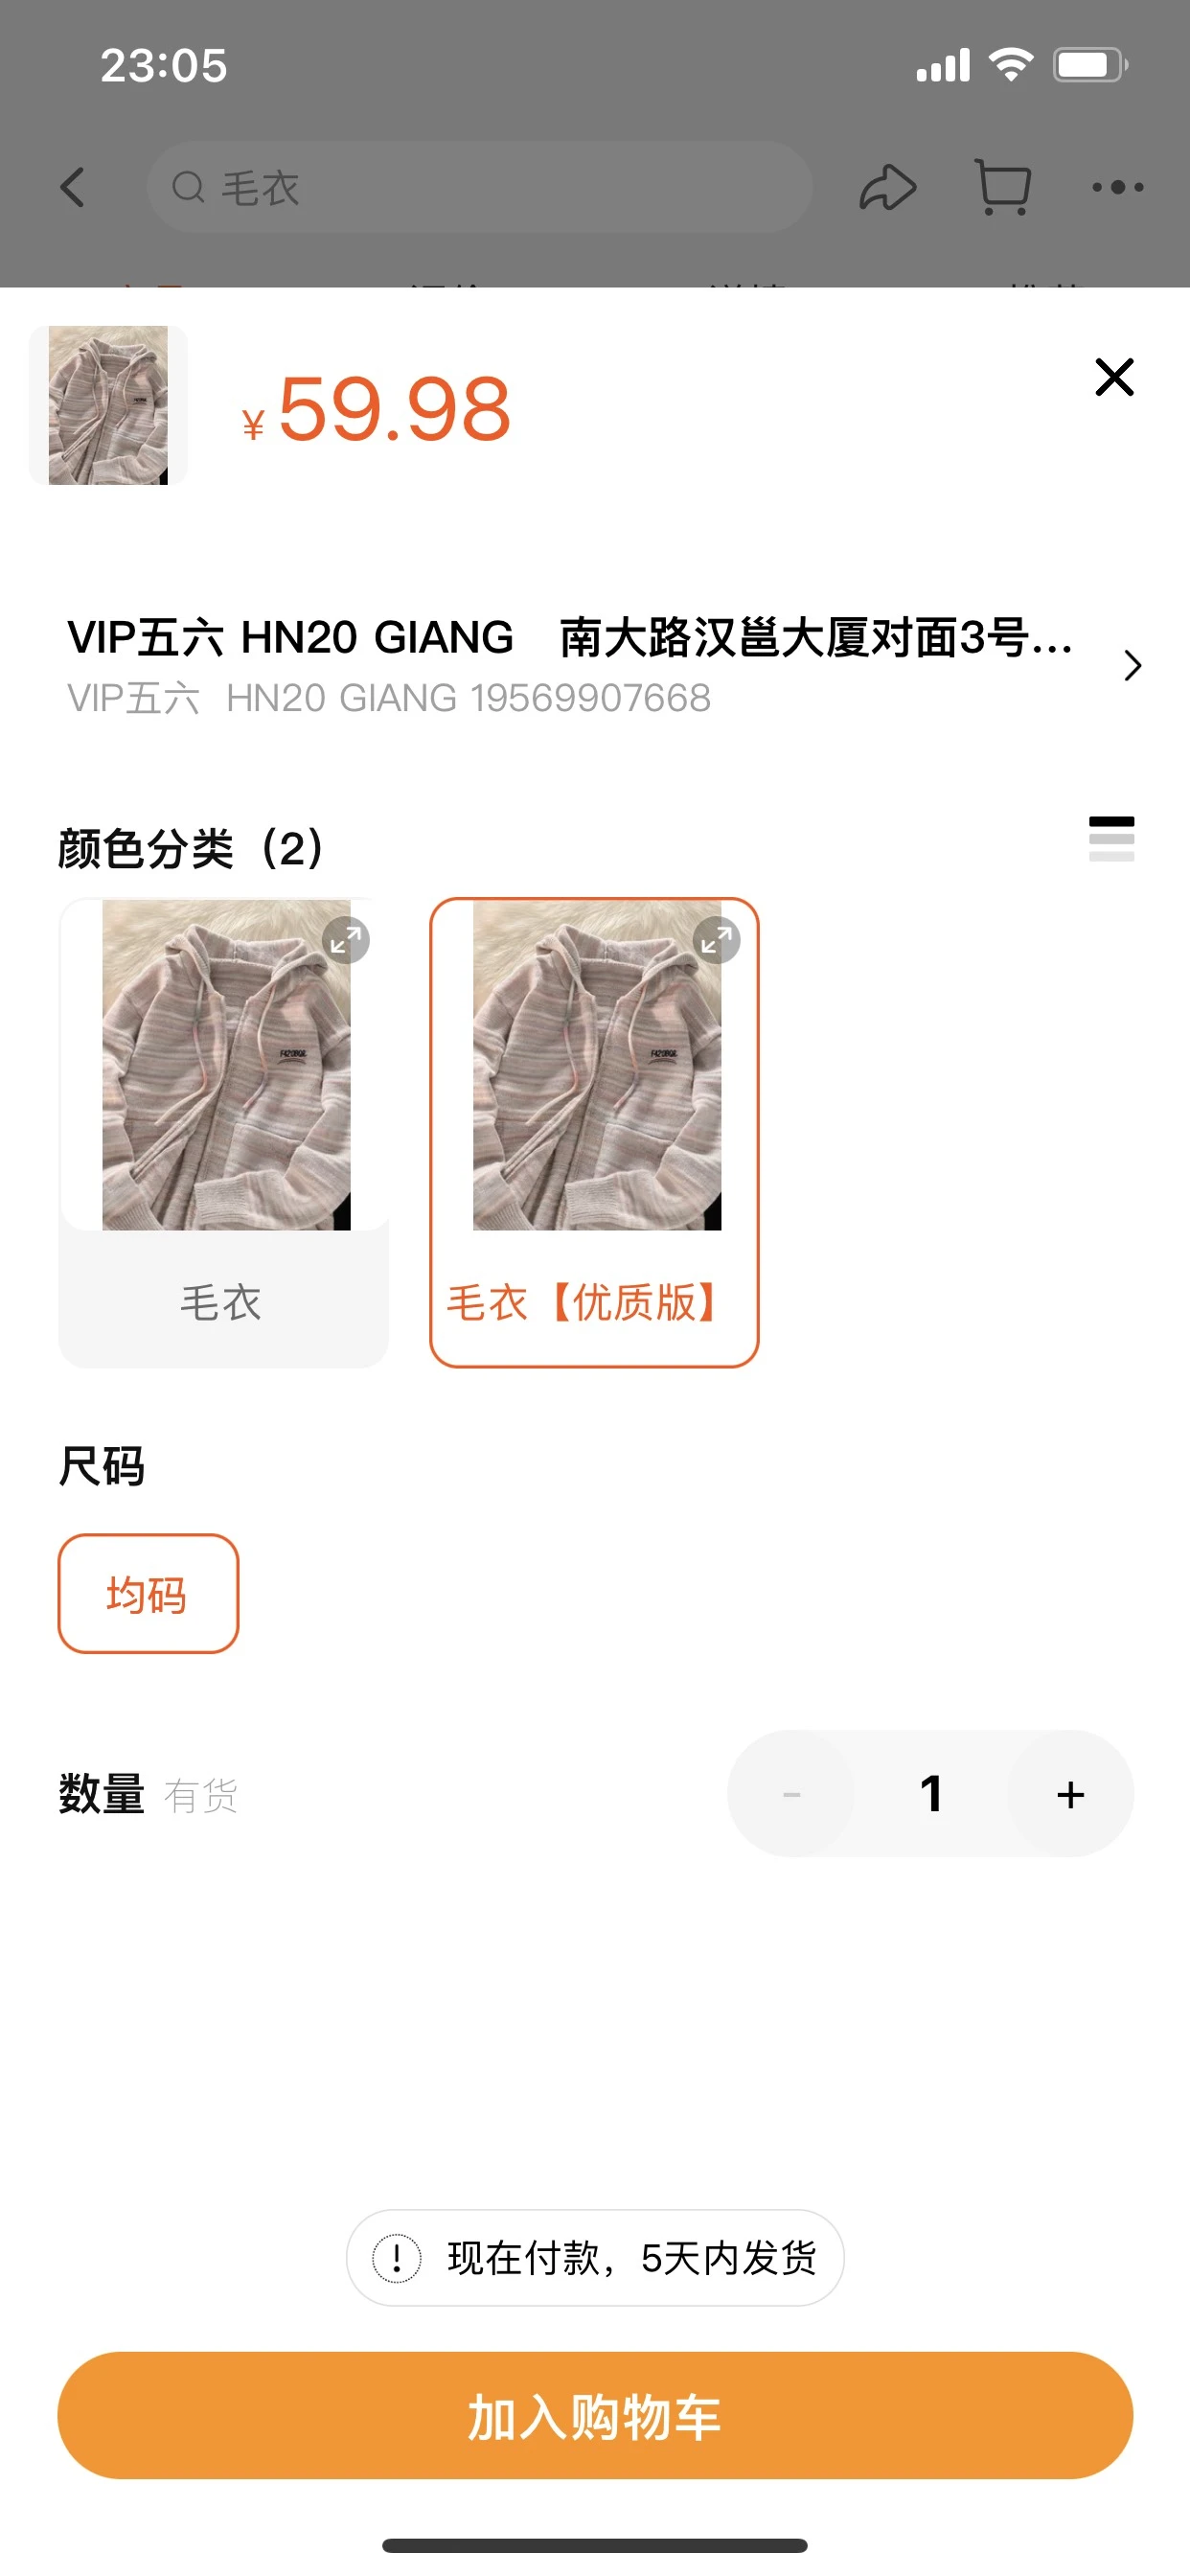 23:05
毛衣
¥59.98
VIP五六 HN20 GIANG 南大路汉邕大厦对面3号...
VIP五六 HN20 GIANG 19569907668
颜色分类（2）
毛衣
毛衣【优质版】
尺码
均码
数量 有货
- 1 +
现在付款，5天内发货
加入购物车